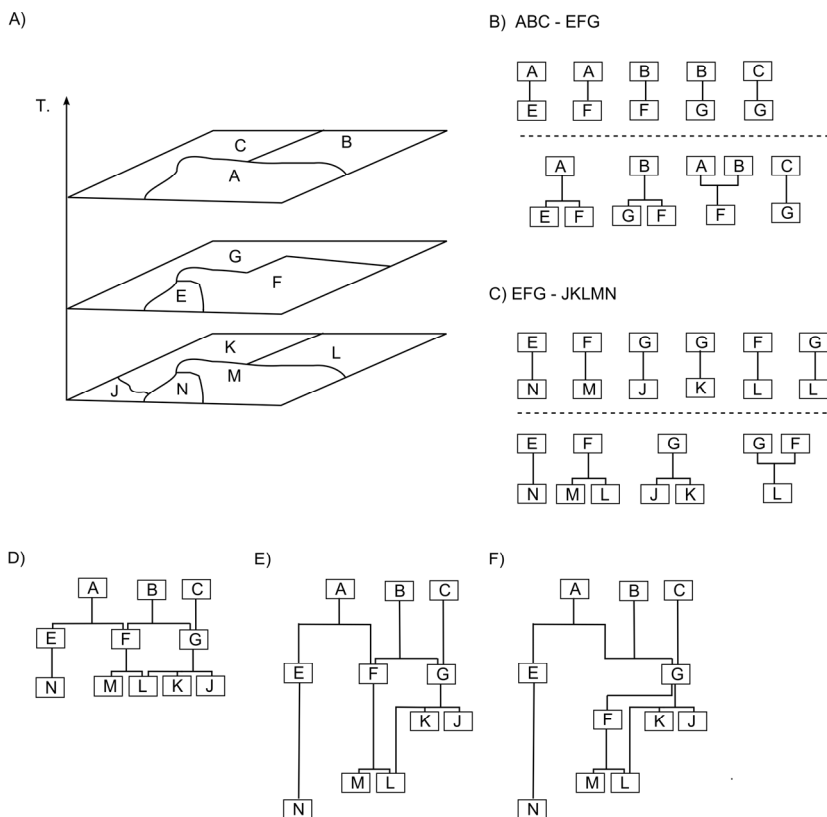 A)
T.
C
B
A
G
F
E
K
L
M
J
N
B) ABC - EFG
A A B B C
E F F G G
A B A B C
E F G F F G
C) EFG - JKLMN
E F G G F G
N M J K L L
E F G G F
N M L J K L
D)
A B C
E F G
N M L K J
E)
A B C
E F G
K J
M L
N
F)
A B C
E G
F K J
M L
N